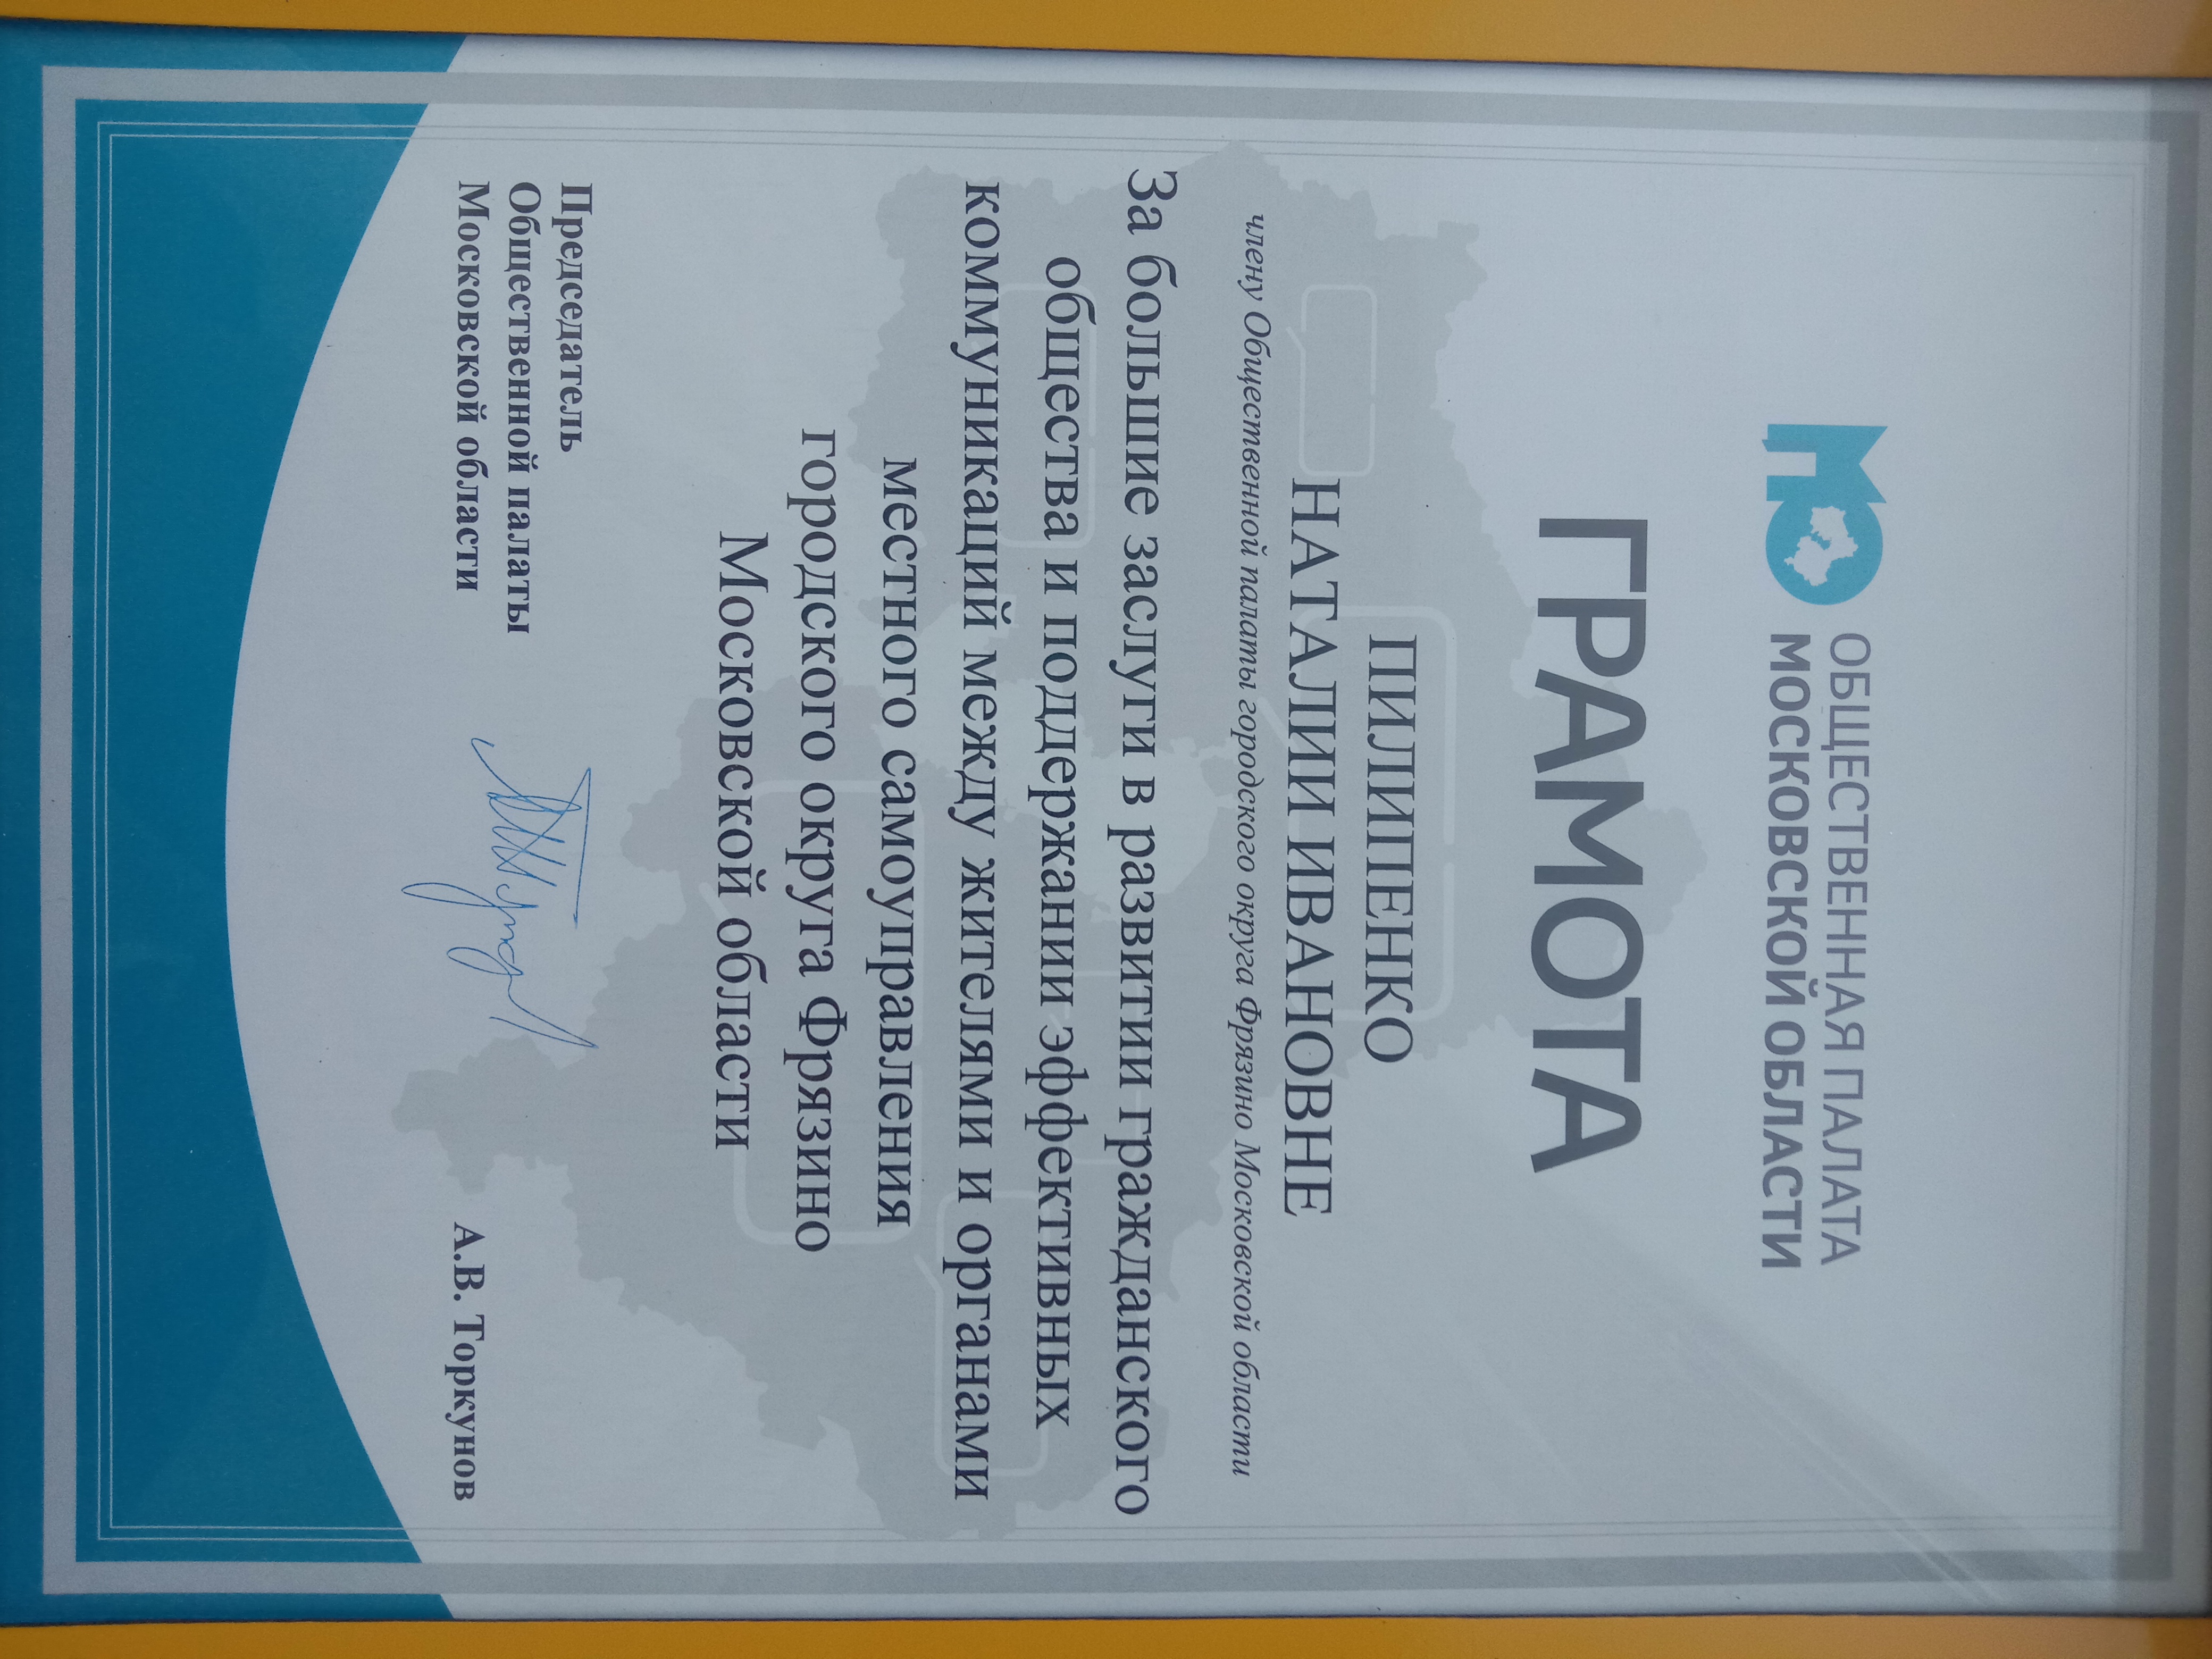 ОБЩЕСТВЕННАЯ ПАЛАТА
МОСКОВСКОЙ ОБЛАСТИ
ГРАМОТА
ПИЛИПЕНКО
НАТАЛИИ ИВАНОВНЕ
члену Общественной палаты городского округа Фрязино Московской области
За большие заслуги в развитии гражданского
общества и поддержании эффективных
коммуникаций между жителями и органами
местного самоуправления
городского округа Фрязино
Московской области
Председатель
Общественной палаты
Московской области
А.В. Торкунов